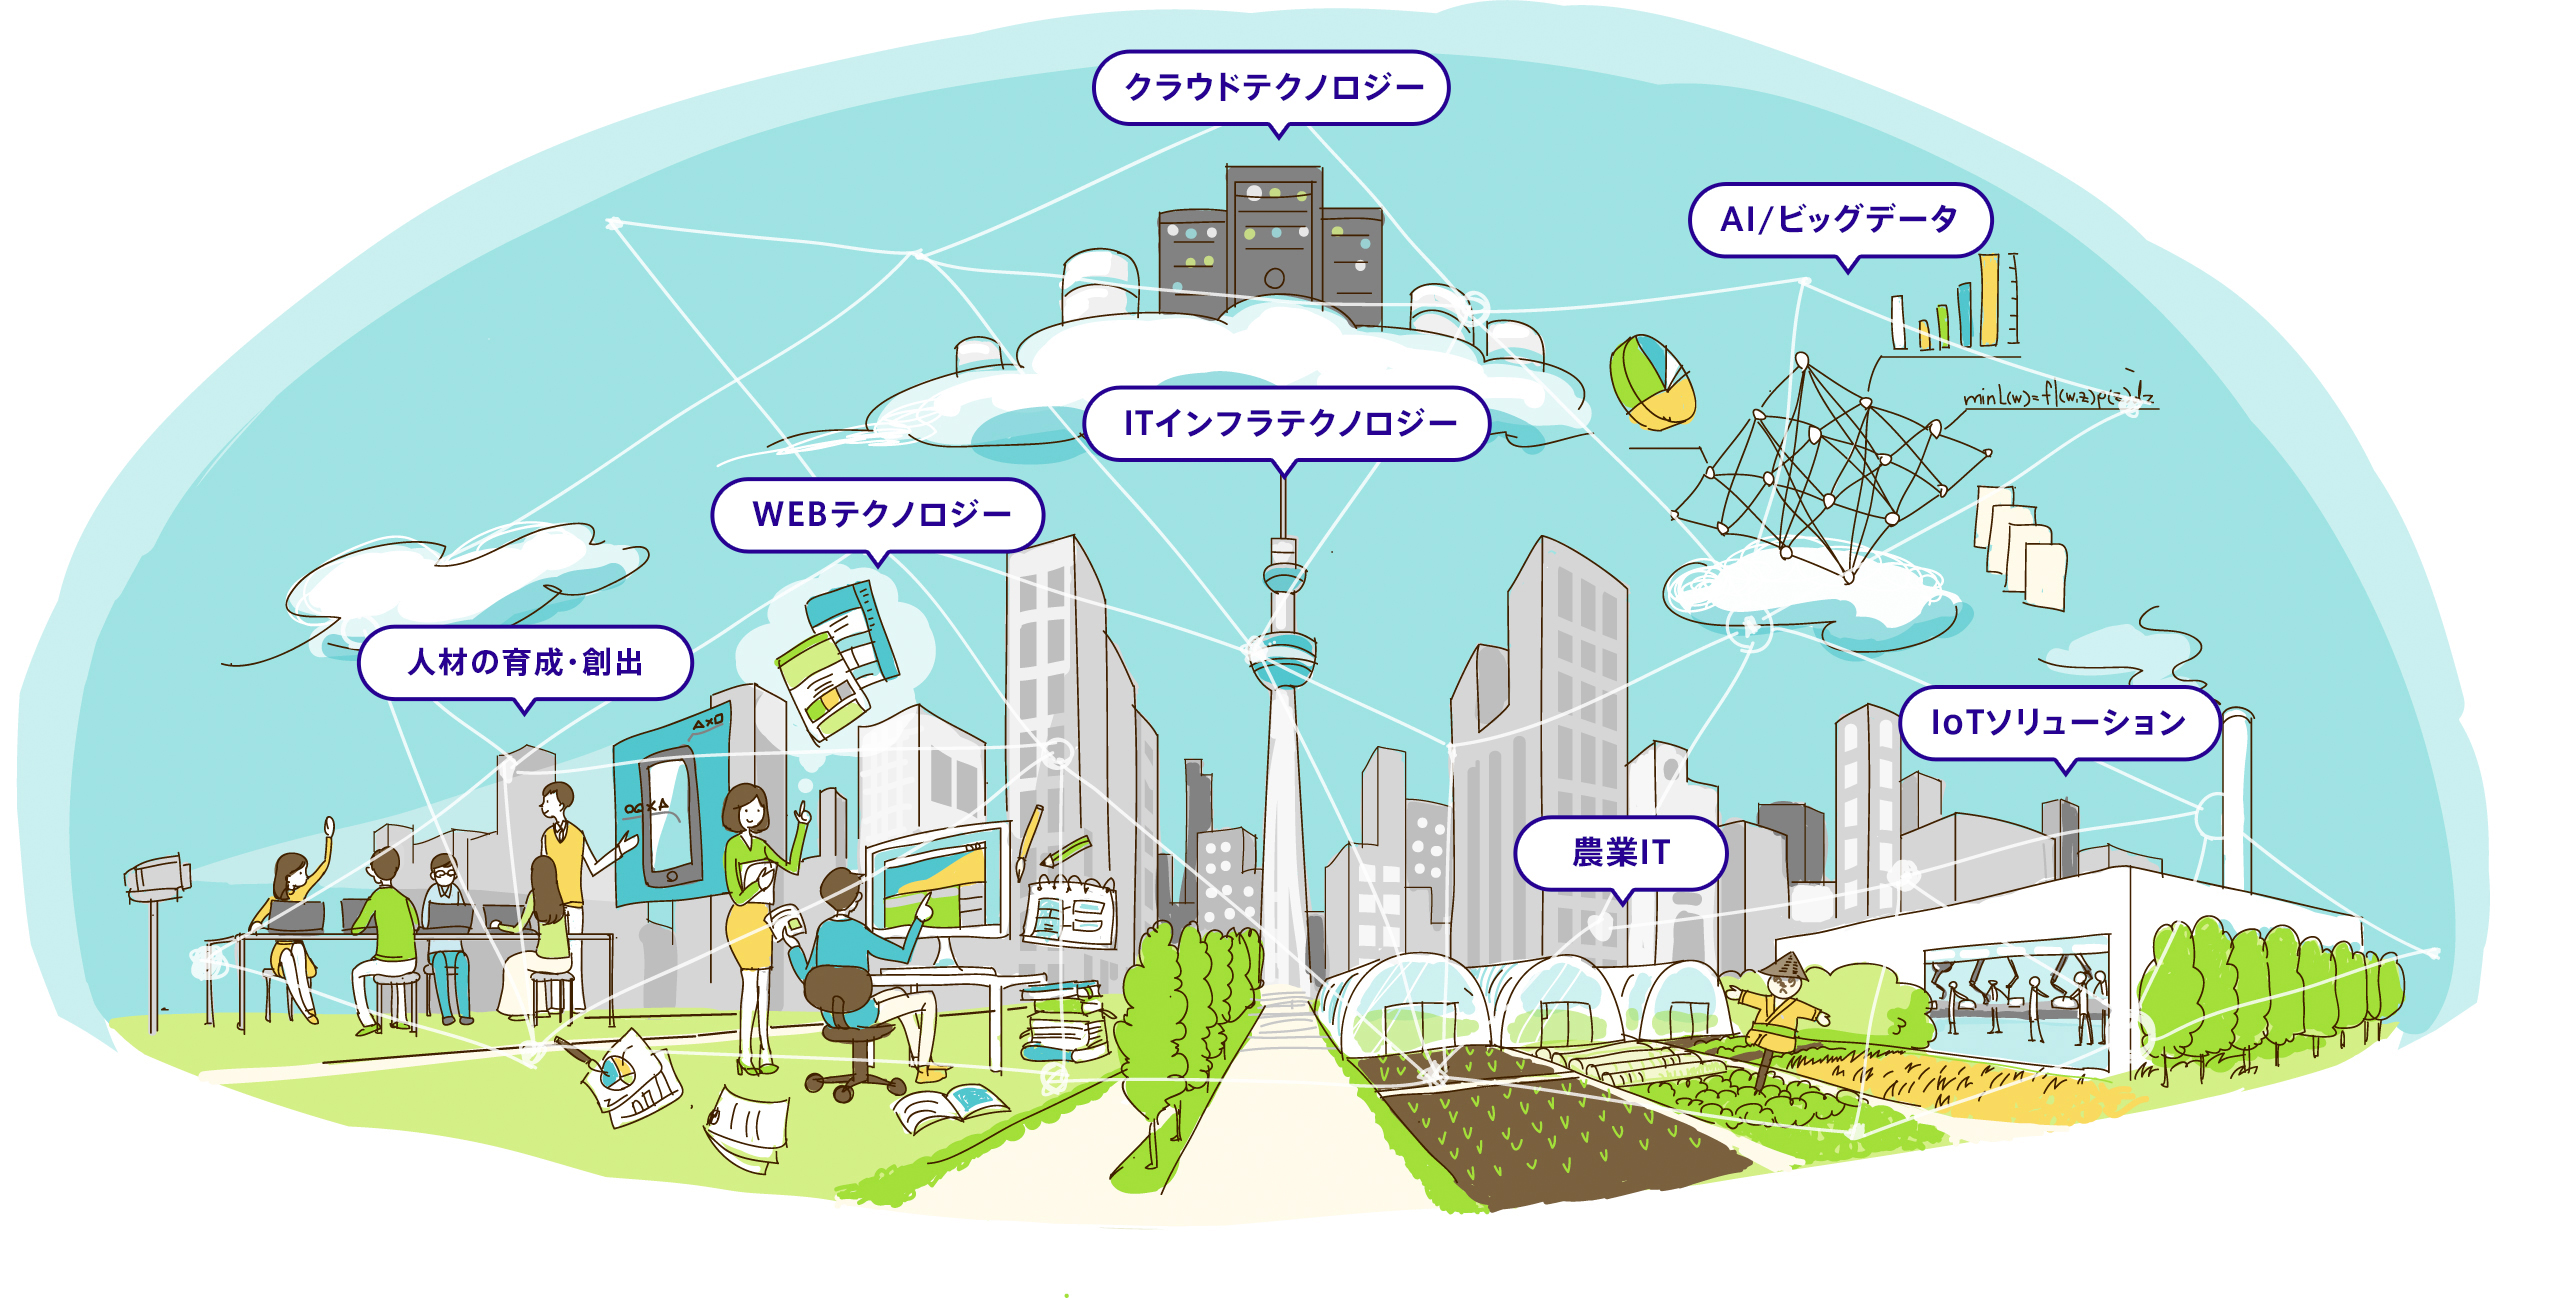 クラウドテクノロジー
AI/ビッグデータ
ITインフラテクノロジー
WEBテクノロジー
人材の育成・創出
IoTソリューション
農業IT